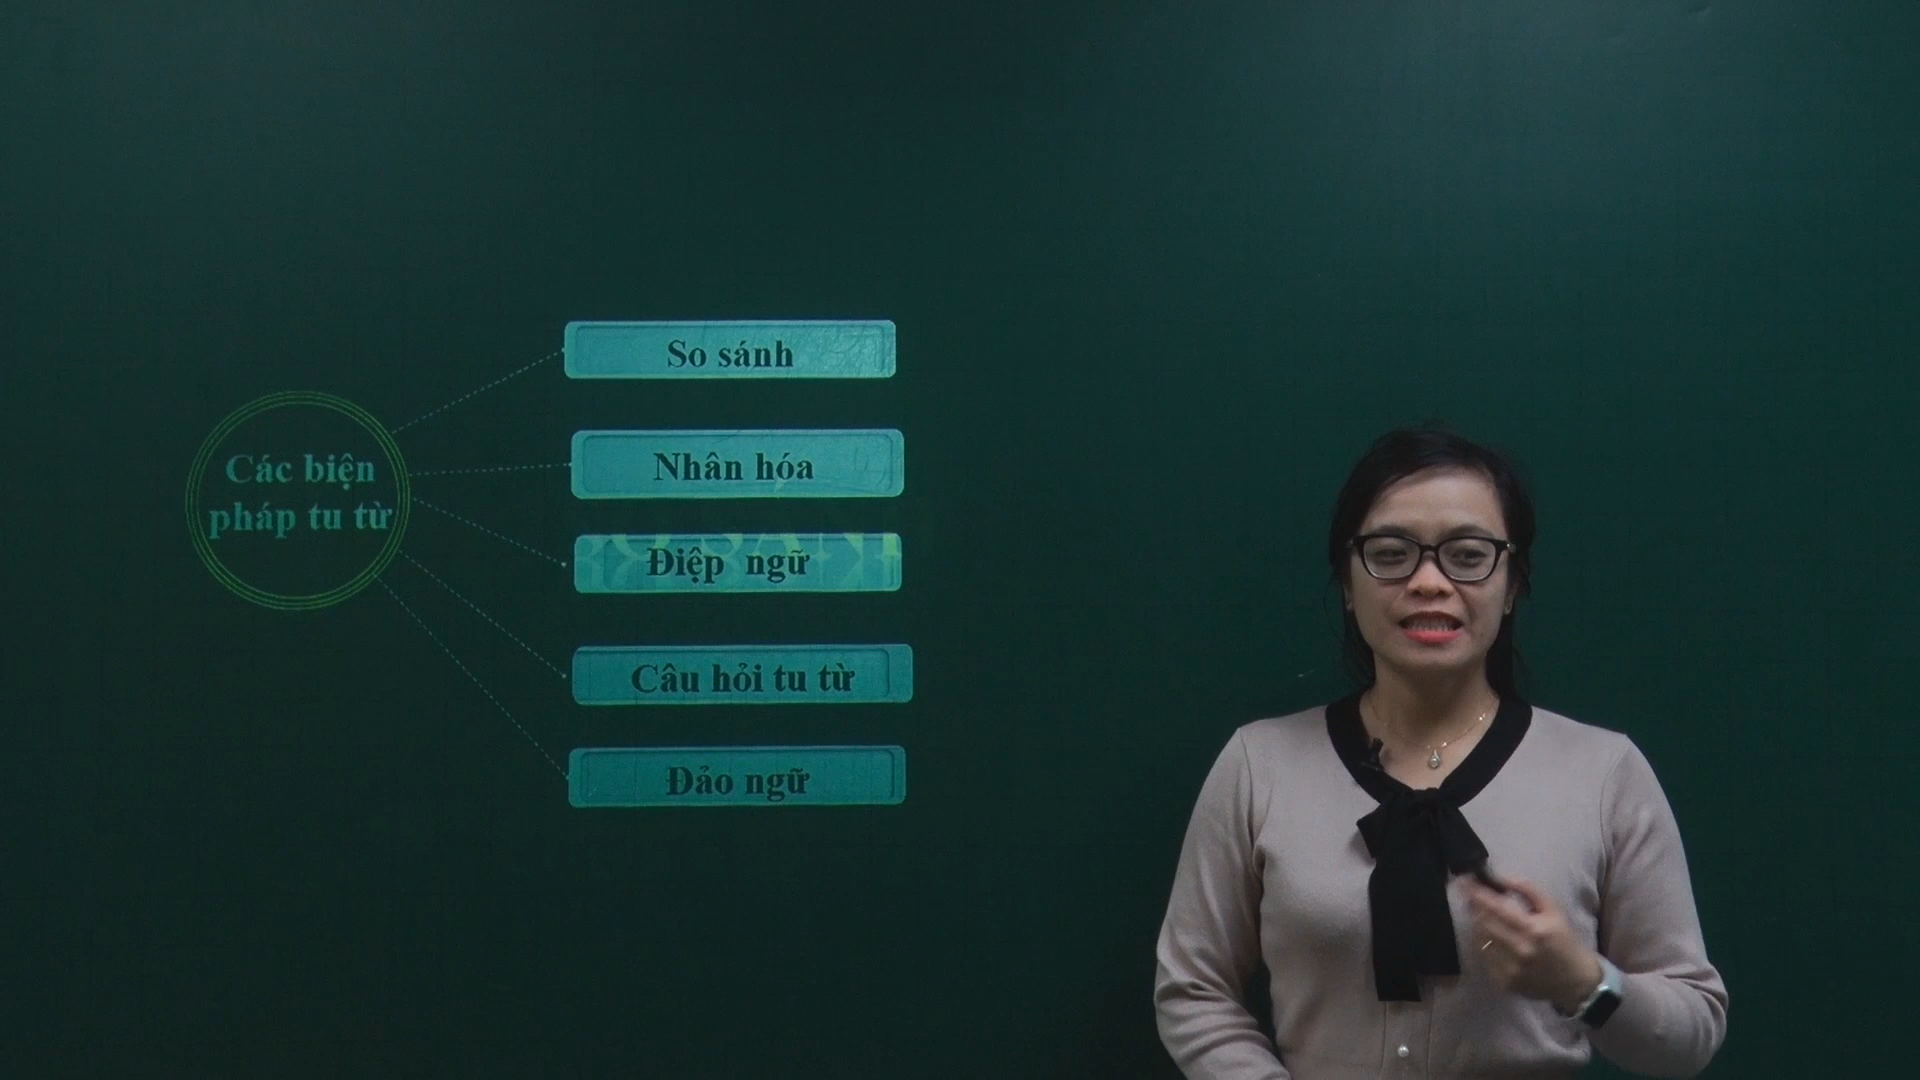 Các biện
pháp tu từ
So sánh
Nhân hóa
Điệp ngữ
Câu hỏi tu từ
Đảo ngữ